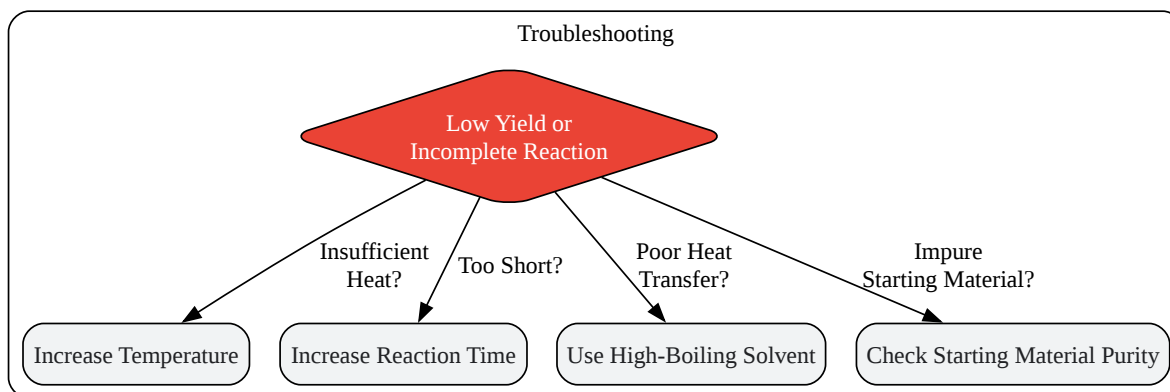 Troubleshooting
Low Yield or
Incomplete Reaction
Insufficient
Heat?
Too Short?
Poor Heat
Transfer?
Impure
Starting Material?
Increase Temperature
Increase Reaction Time
Use High-Boiling Solvent
Check Starting Material Purity